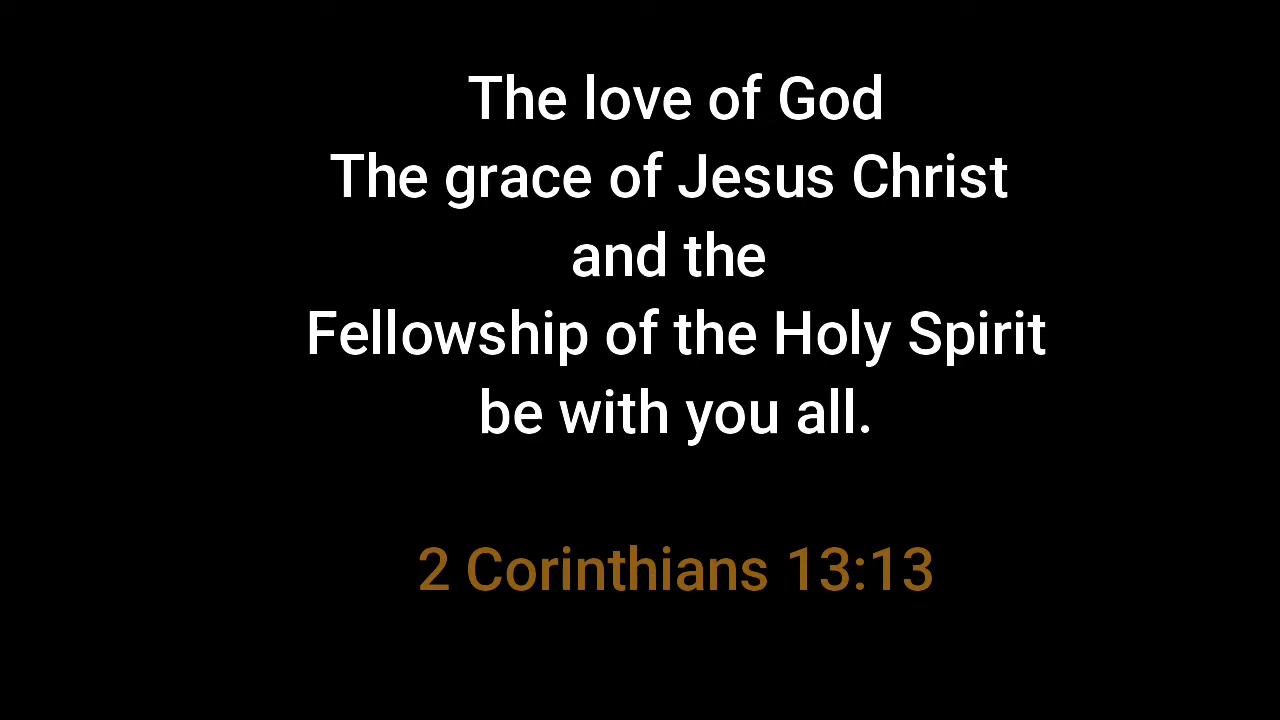 The love of God
The grace of Jesus Christ
and the
Fellowship of the Holy Spirit
be with you all.
2 Corinthians 13:13